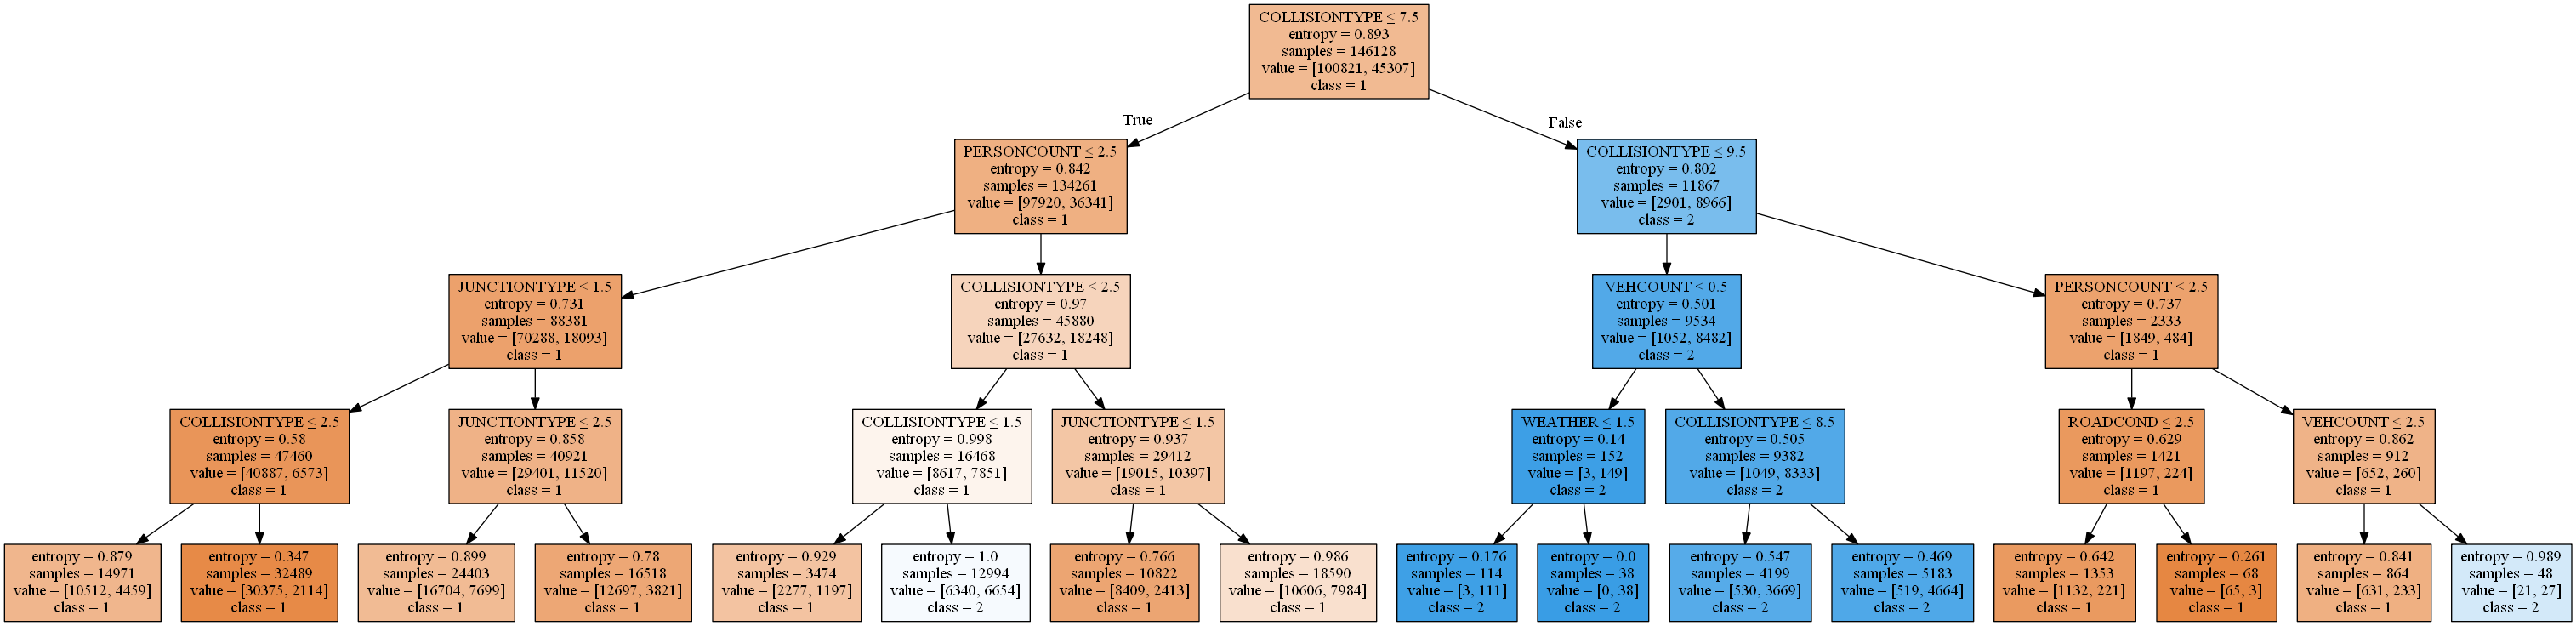 COLLISIONTYPE ≤ 7.5
entropy = 0.893
samples = 146128
value = [100821, 45307]
class = 1
True
False
PERSONCOUNT ≤ 2.5
entropy = 0.842
samples = 134261
value = [97920, 36341]
class = 1
COLLISIONTYPE ≤ 9.5
entropy = 0.802
samples = 11867
value = [2901, 8966]
class = 2
JUNCTIONTYPE ≤ 1.5
entropy = 0.731
samples = 88381
value = [70288, 18093]
class = 1
COLLISIONTYPE ≤ 2.5
entropy = 0.97
samples = 45880
value = [27632, 18248]
class = 1
VEHCOUNT ≤ 0.5
entropy = 0.501
samples = 9534
value = [1052, 8482]
class = 2
PERSONCOUNT ≤ 2.5
entropy = 0.737
samples = 2333
value = [1849, 484]
class = 1
COLLISIONTYPE ≤ 2.5
entropy = 0.58
samples = 47460
value = [40887, 6573]
class = 1
JUNCTIONTYPE ≤ 2.5
entropy = 0.858
samples = 40921
value = [29401, 11520]
class = 1
COLLISIONTYPE ≤ 1.5
entropy = 0.998
samples = 16468
value = [8617, 7851]
class = 1
JUNCTIONTYPE ≤ 1.5
entropy = 0.937
samples = 29412
value = [19015, 10397]
class = 1
WEATHER ≤ 1.5
entropy = 0.14
samples = 152
value = [3, 149]
class = 2
COLLISIONTYPE ≤ 8.5
entropy = 0.505
samples = 9382
value = [1049, 8333]
class = 2
ROADCOND ≤ 2.5
entropy = 0.629
samples = 1421
value = [1197, 224]
class = 1
VEHCOUNT ≤ 2.5
entropy = 0.862
samples = 912
value = [652, 260]
class = 1
entropy = 0.879
samples = 14971
value = [10512, 4459]
class = 1
entropy = 0.347
samples = 32489
value = [30375, 2114]
class = 1
entropy = 0.899
samples = 24403
value = [16704, 7699]
class = 1
entropy = 0.78
samples = 16518
value = [12697, 3821]
class = 1
entropy = 0.929
samples = 3474
value = [2277, 1197]
class = 1
entropy = 1.0
samples = 12994
value = [6340, 6654]
class = 2
entropy = 0.766
samples = 10822
value = [8409, 2413]
class = 1
entropy = 0.986
samples = 18590
value = [10606, 7984]
class = 1
entropy = 0.176
samples = 114
value = [3, 111]
class = 2
entropy = 0.0
samples = 38
value = [0, 38]
class = 2
entropy = 0.547
samples = 4199
value = [530, 3669]
class = 2
entropy = 0.469
samples = 5183
value = [519, 4664]
class = 2
entropy = 0.642
samples = 1353
value = [1132, 221]
class = 1
entropy = 0.261
samples = 68
value = [65, 3]
class = 1
entropy = 0.841
samples = 864
value = [631, 233]
class = 1
entropy = 0.989
samples = 48
value = [21, 27]
class = 2